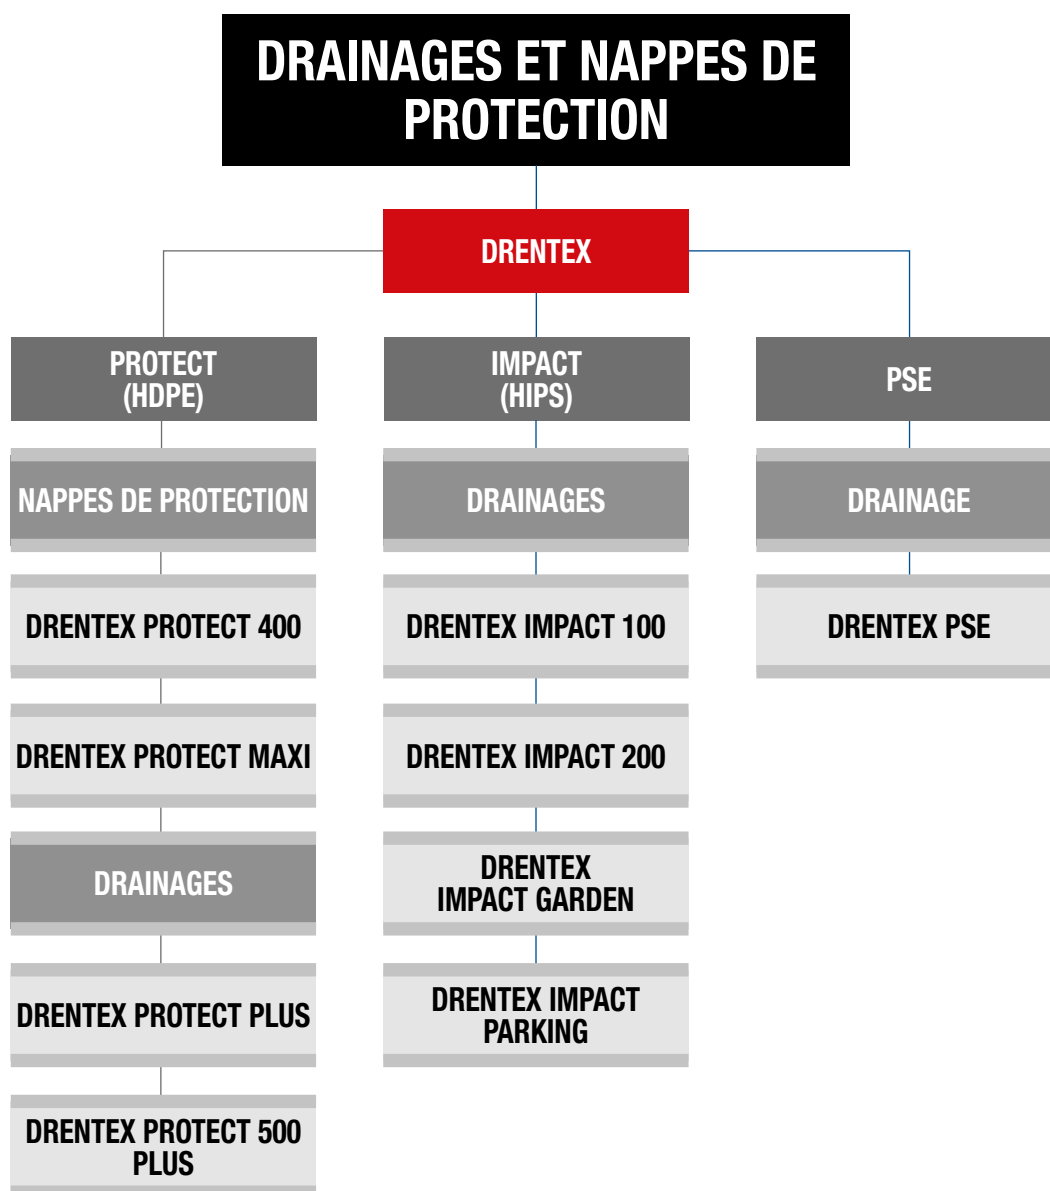 DRAINAGES ET NAPPES DE
PROTECTION
DRENTEX
PROTECT
(HDPE)
NAPPES DE PROTECTION
DRENTEX PROTECT 400
DRENTEX PROTECT MAXI
DRAINAGES
DRENTEX PROTECT PLUS
DRENTEX PROTECT 500
PLUS
IMPACT
(HIPS)
DRAINAGES
DRENTEX IMPACT 100
DRENTEX IMPACT 200
DRENTEX
IMPACT GARDEN
DRENTEX IMPACT
PARKING
PSE
DRAINAGE
DRENTEX PSE